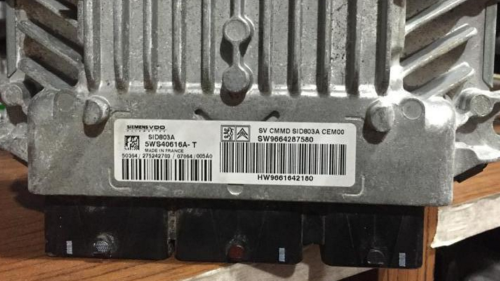 SIEMENS VDO
SID803A
5WS40616A-T
MADE IN FRANCE
SV CMMD SID803A CEM00
SW9664287580
HW9661642180